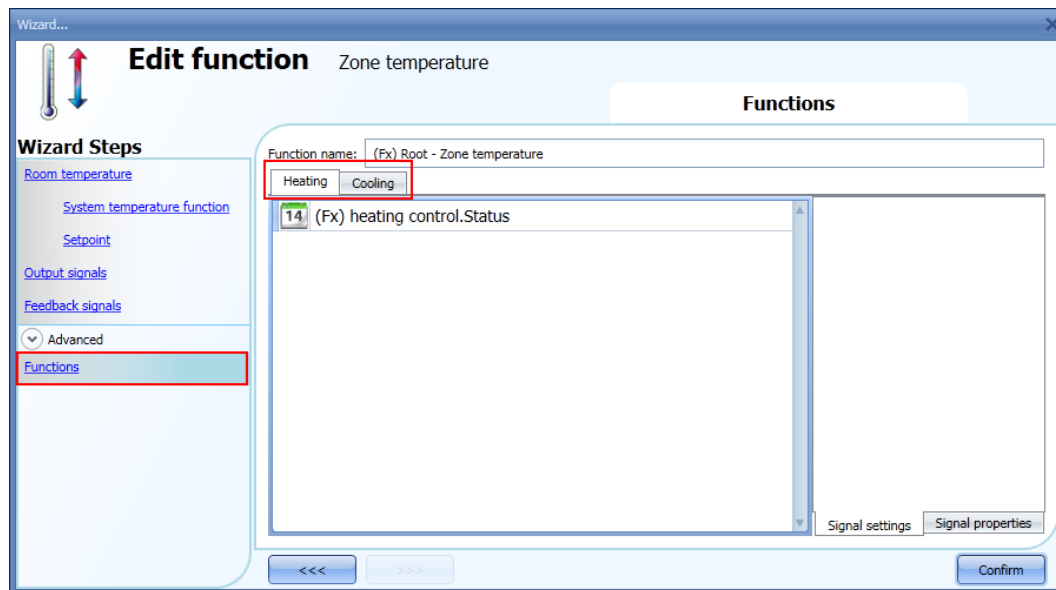 Wizard...
Edit function Zone temperature
Functions
Wizard Steps
Room temperature
System temperature function
Setpoint
Output signals
Feedback signals
Advanced
Functions
Function name: (Fx) Root - Zone temperature
Heating Cooling
14 (Fx) heating control.Status
Signal settings Signal properties
<<< >>> Confirm